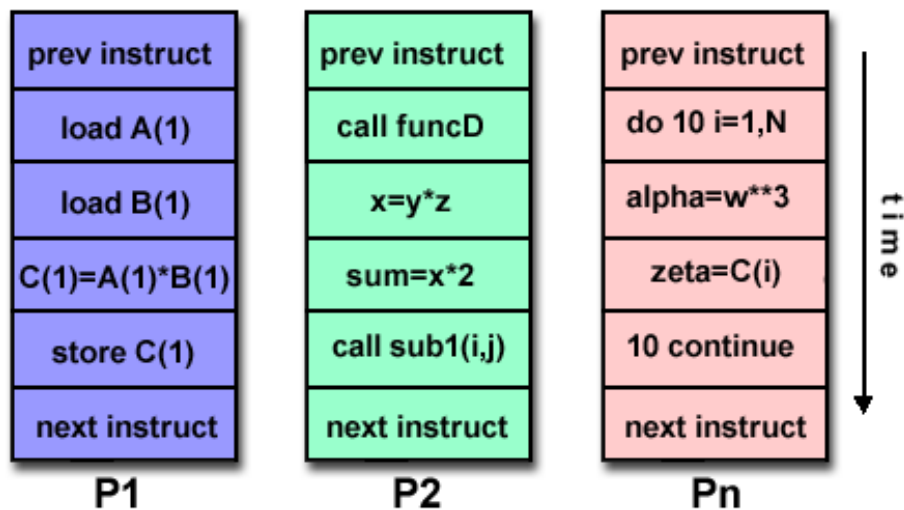 prev instruct
load A(1)
load B(1)
C(1)=A(1)*B(1)
store C(1)
next instruct
P1
prev instruct
call funcD
x=y*z
sum=x*2
call sub1(i,j)
next instruct
P2
prev instruct
do 10 i=1,N
alpha=w**3
zeta=C(i)
10 continue
next instruct
Pn
time